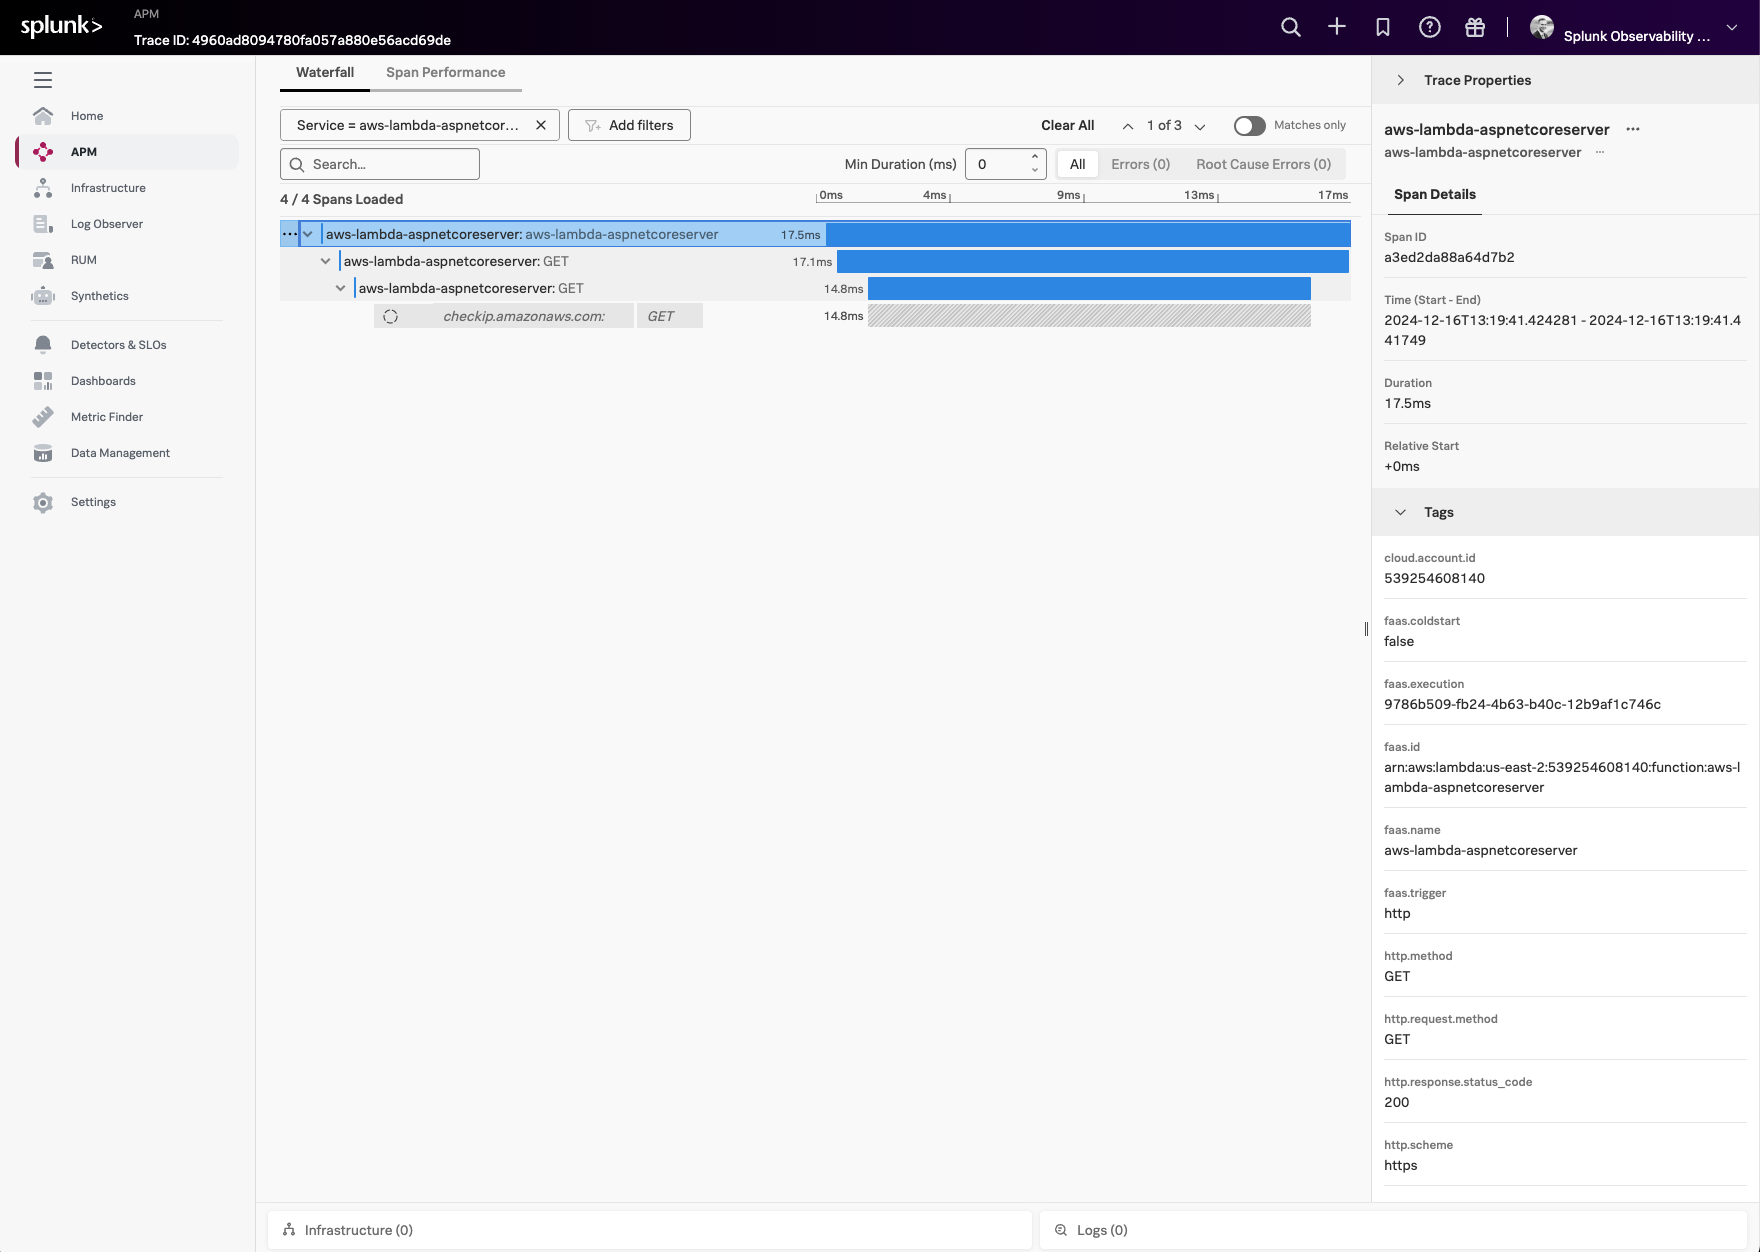 splunk>
APM
Trace ID: 4960ad8094780fa057a880e56acd69de
Splunk Observability ...
Home
APM
Infrastructure
Log Observer
RUM
Synthetics
Detectors & SLOs
Dashboards
Metric Finder
Data Management
Settings
Waterfall
Span Performance
Service = aws-lambda-aspnetcor...
Add filters
Clear All
1 of 3
Matches only
Search...
Min Duration (ms)
0
All
Errors (0)
Root Cause Errors (0)
4 / 4 Spans Loaded
0ms
4ms
9ms
13ms
17ms
aws-lambda-aspnetcoreserver: aws-lambda-aspnetcoreserver
17.5ms
aws-lambda-aspnetcoreserver: GET
17.1ms
aws-lambda-aspnetcoreserver: GET
14.8ms
checkip.amazonaws.com:
GET
14.8ms
Trace Properties
aws-lambda-aspnetcoreserver ...
aws-lambda-aspnetcoreserver ...
Span Details
Span ID
a3ed2da88a64d7b2
Time (Start - End)
2024-12-16T13:19:41.424281 - 2024-12-16T13:19:41.4
41749
Duration
17.5ms
Relative Start
+0ms
Tags
cloud.account.id
539254608140
faas.coldstart
false
faas.execution
9786b509-fb24-4b63-b40c-12b9af1c746c
faas.id
arn:aws:lambda:us-east-2:539254608140:function:aws-l
ambda-aspnetcoreserver
faas.name
aws-lambda-aspnetcoreserver
faas.trigger
http
http.method
GET
http.request.method
GET
http.response.status_code
200
http.scheme
https
Infrastructure (0)
Logs (0)